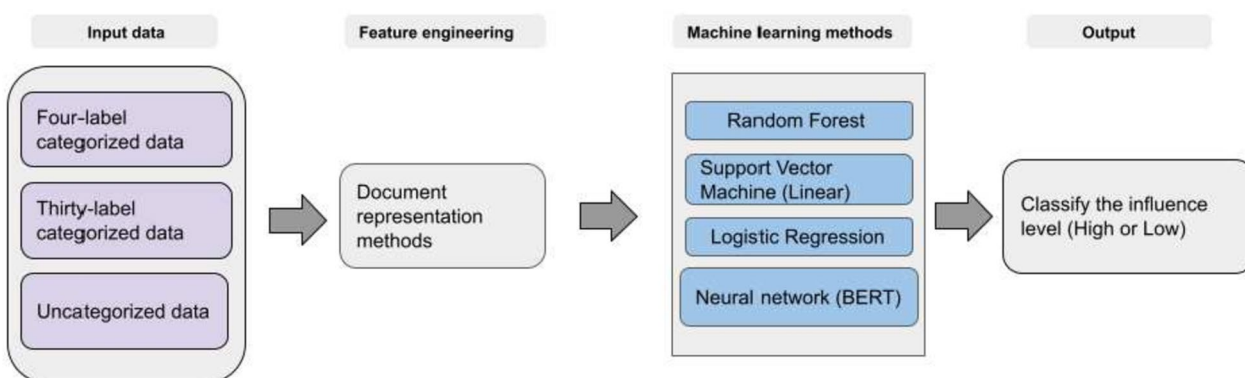 Input data
Feature engineering
Machine learning methods
Output
Four-label
categorized data
Thirty-label
categorized data
Uncategorized data
Document
representation
methods
Random Forest
Support Vector
Machine (Linear)
Logistic Regression
Neural network (BERT)
Classify the influence
level (High or Low)